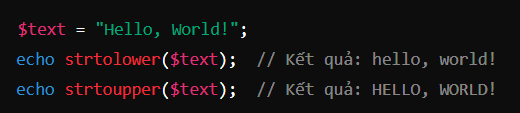 $text = "Hello, World!";
echo strtolower($text);  // Kết quả: hello, world!
echo strtoupper($text);  // Kết quả: HELLO, WORLD!